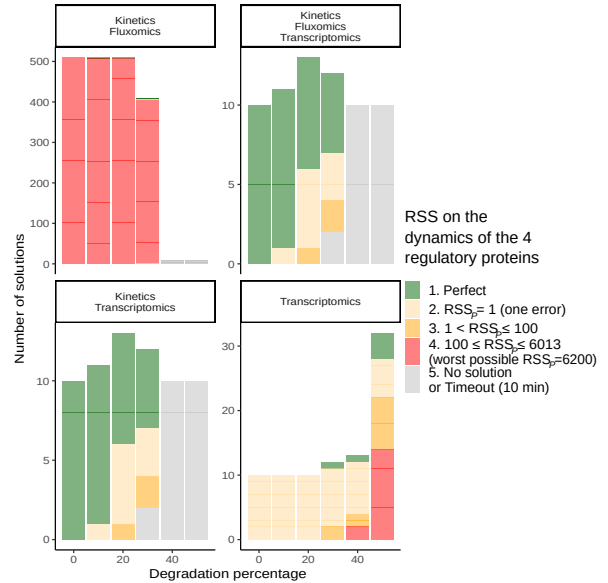 Kinetics
Fluxomics
Kinetics
Fluxomics
Transcriptomics
500
400
300
200
100
0
10
5
0
Kinetics
Transcriptomics
Transcriptomics
10
5
0
30
20
10
0
0
20
40
0
20
40
Number of solutions
Degradation percentage
RSS on the
dynamics of the 4
regulatory proteins
1. Perfect
2. RSSₚ= 1 (one error)
3. 1 < RSSₚ≤ 100
4. 100 ≤ RSSₚ≤ 6013
(worst possible RSSₚ=6200)
5. No solution
or Timeout (10 min)